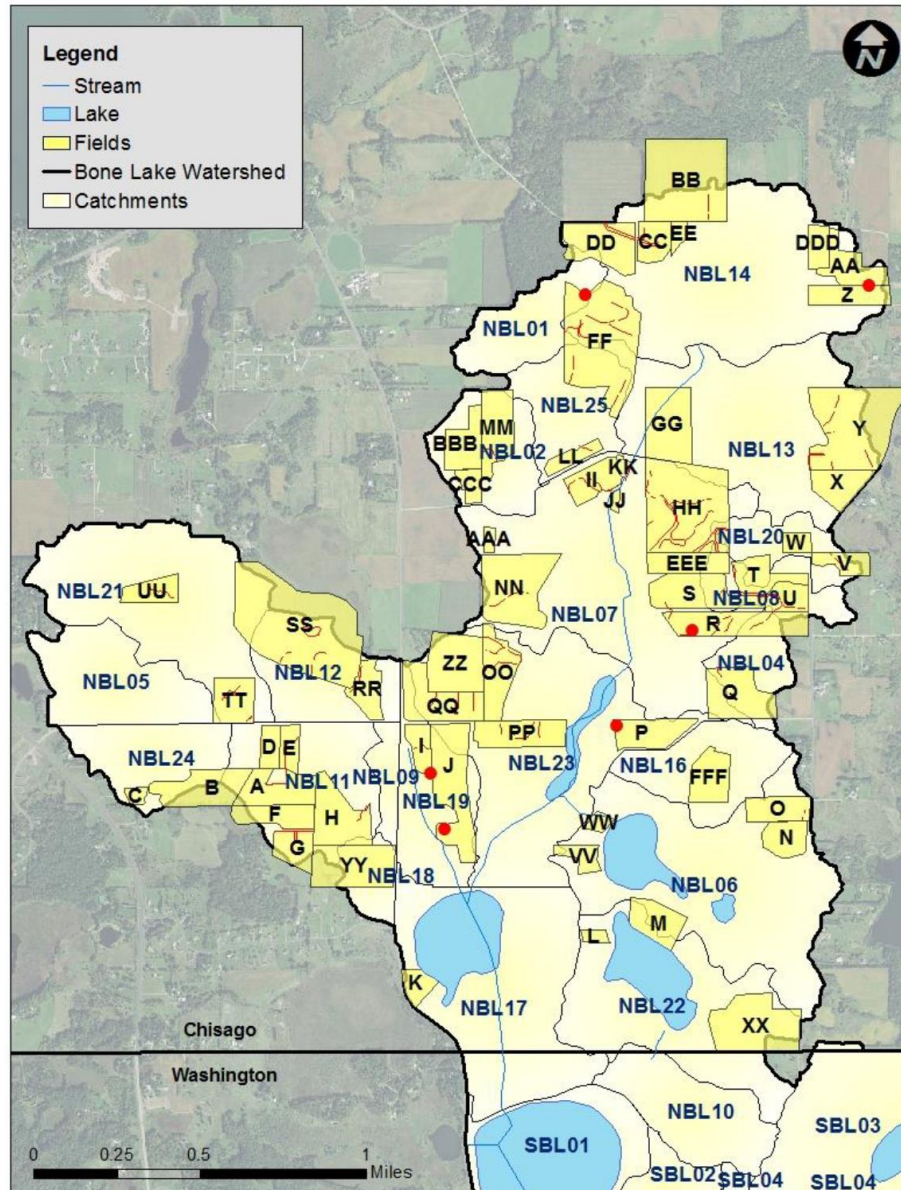 Legend
Stream
Lake
Fields
Bone Lake Watershed
Catchments
N
BB
DD
CC
EE
DDD
AA
NBL14
Z
NBL01
FF
NBL25
MM
GG
Y
BBB
NBL02
NBL13
LL
KK
CCC
II
X
JJ
HH
AAA
NBL20
W
EEE
V
T
NBL21
UU
NN
NBL07
S
NBL08
U
SS
R
NBL12
ZZ
NBL05
RR
OO
NBL04
TT
QQ
Q
D
E
I
PP
P
NBL24
NBL11
NBL09
J
NBL23
NBL16
C
B
A
FFF
F
H
NBL19
WW
O
G
N
YY
NBL18
VV
NBL06
M
L
K
NBL17
NBL22
XX
Chisago
Washington
NBL10
SBL03
SBL01
SBL02
SBL04
SBL04
0 0.25 0.5 1
Miles